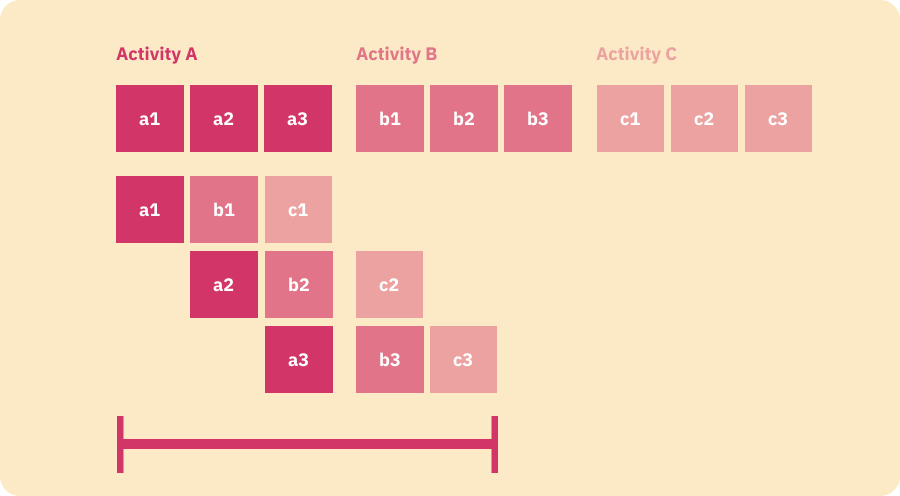 Activity A Activity B Activity C
a1 a2 a3 b1 b2 b3 c1 c2 c3
a1 b1 c1
a2 b2 c2
a3 b3 c3